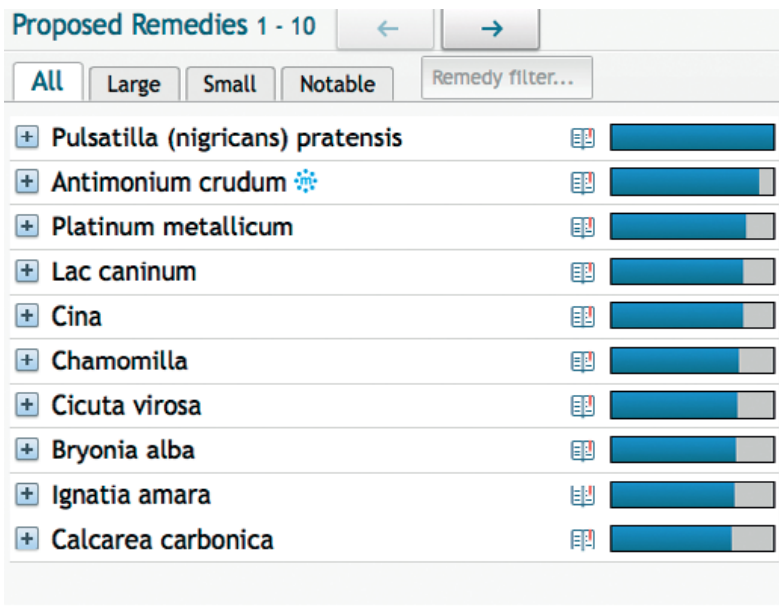 Proposed Remedies 1 - 10 ← →
All Large Small Notable Remedy filter...
Pulsatilla (nigricans) pratensis
Antimonium crudum
Platinum metallicum
Lac caninum
Cina
Chamomilla
Cicuta virosa
Bryonia alba
Ignatia amara
Calcarea carbonica